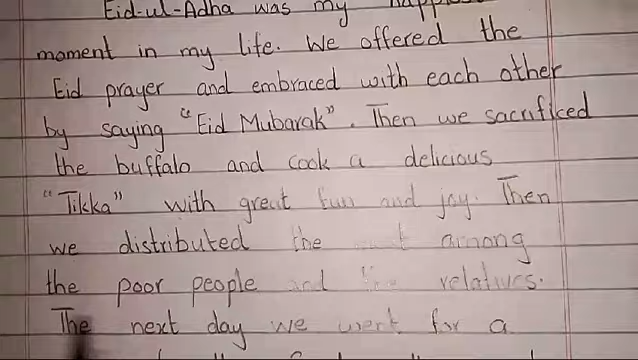 Eid-ul-Adha was my
moment in my life. We offered the
Eid prayer and embraced with each other
by saying "Eid Mubarak". Then we sacrificed
the buffalo and cook a delicious
"Tikka" with great fun and joy. Then
we distributed the among
the poor people and the relatives.
The next day we went for a